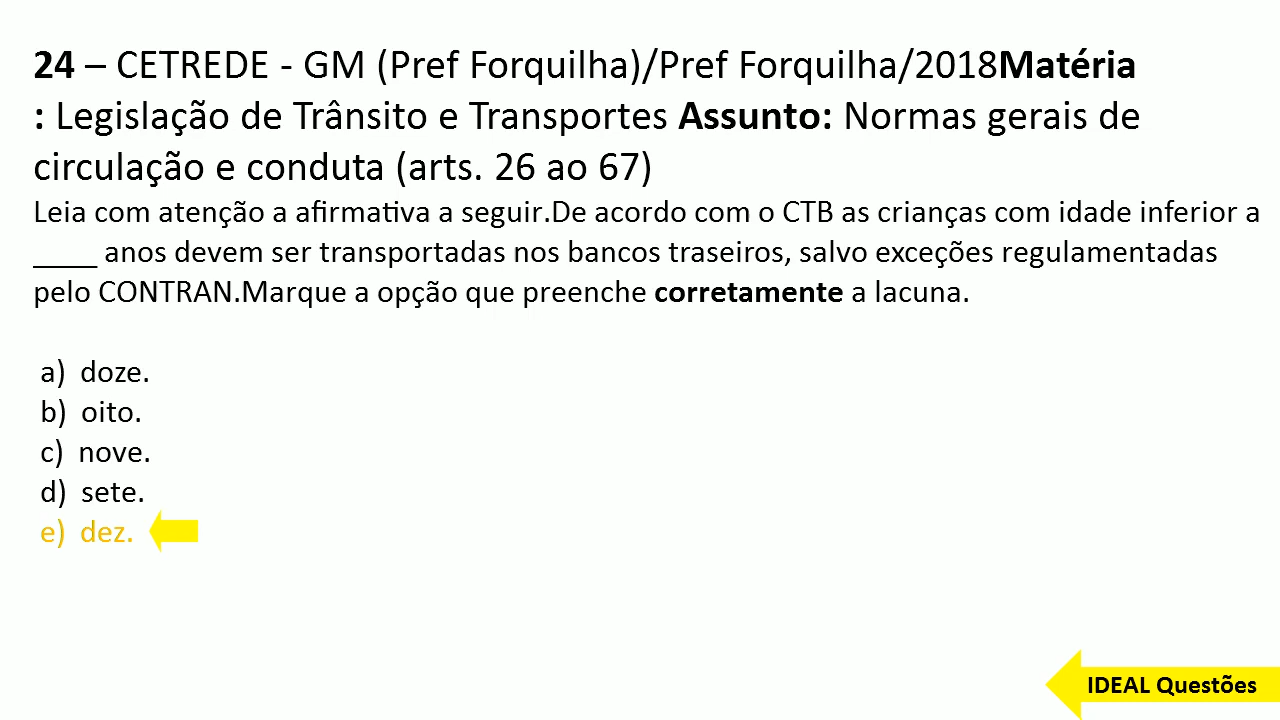 24 – CETREDE - GM (Pref Forquilha)/Pref Forquilha/2018Matéria
: Legislação de Trânsito e Transportes Assunto: Normas gerais de
circulação e conduta (arts. 26 ao 67)
Leia com atenção a afirmativa a seguir.De acordo com o CTB as crianças com idade inferior a
____ anos devem ser transportadas nos bancos traseiros, salvo exceções regulamentadas
pelo CONTRAN.Marque a opção que preenche corretamente a lacuna.
a) doze.
b) oito.
c) nove.
d) sete.
e) dez.
IDEAL Questões